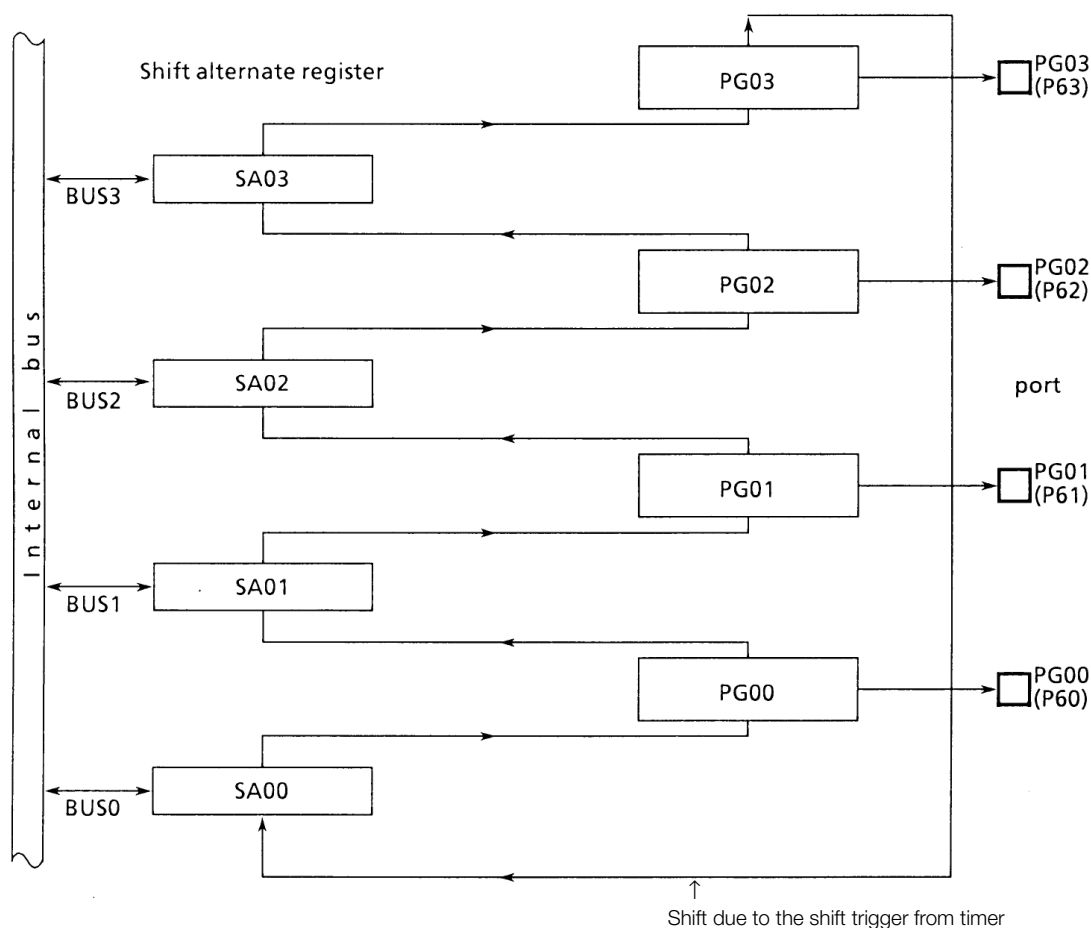 Shift alternate register
PG03
PG03
(P63)
SA03
BUS3
PG02
PG02
(P62)
Internal bus
SA02
BUS2
port
PG01
PG01
(P61)
SA01
BUS1
PG00
PG00
(P60)
SA00
BUS0
Shift due to the shift trigger from timer